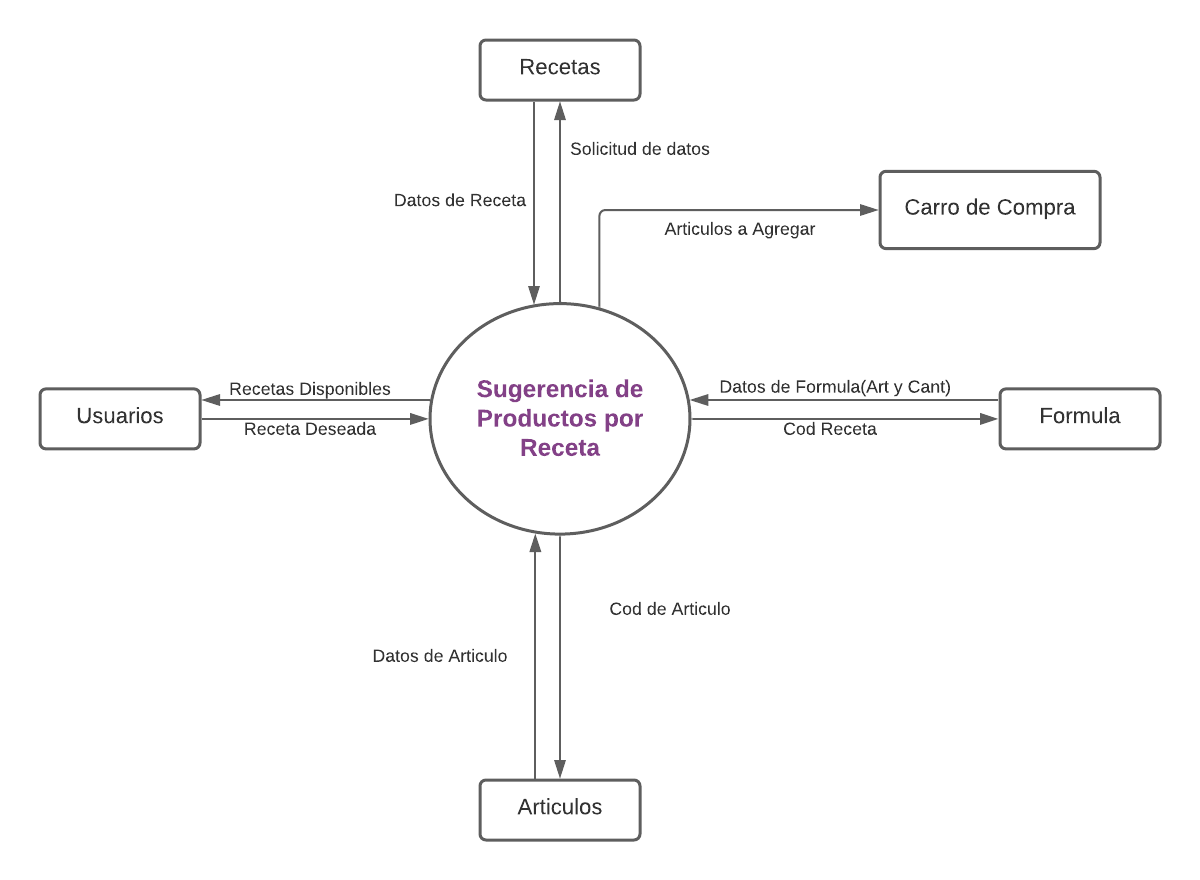 Recetas
Solicitud de datos
Datos de Receta
Carro de Compra
Articulos a Agregar
Sugerencia de
Productos por
Receta
Usuarios
Recetas Disponibles
Receta Deseada
Datos de Formula(Art y Cant)
Cod Receta
Formula
Cod de Articulo
Datos de Articulo
Articulos